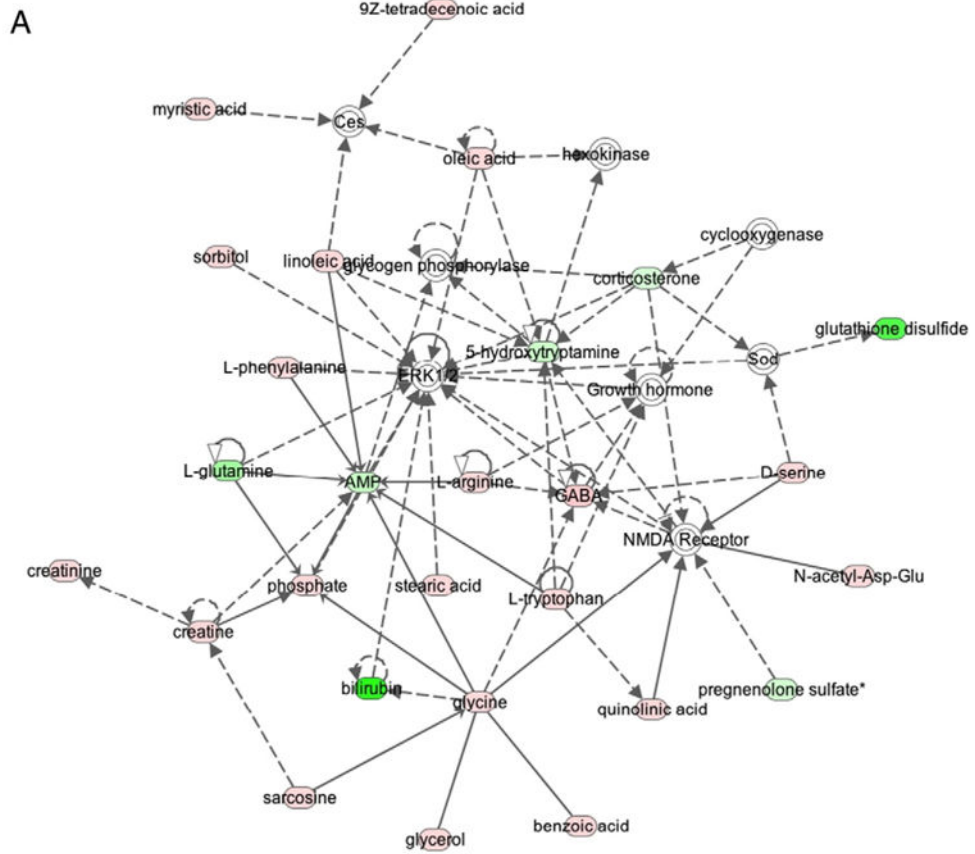 A
9Z-tetradecenoic acid
myristic acid
Ces
oleic acid
hexokinase
cyclooxygenase
sorbitol
linoleic acid
glycogen phosphorylase
corticosterone
glutathione disulfide
5-hydroxytryptamine
Sod
L-phenylalanine
ERK1/2
Growth hormone
L-glutamine
AMP
L-arginine
GABA
D-serine
NMDA Receptor
creatinine
phosphate
stearic acid
L-tryptophan
N-acetyl-Asp-Glu
creatine
bilirubin
glycine
quinolinic acid
pregnenolone sulfate*
sarcosine
glycerol
benzoic acid